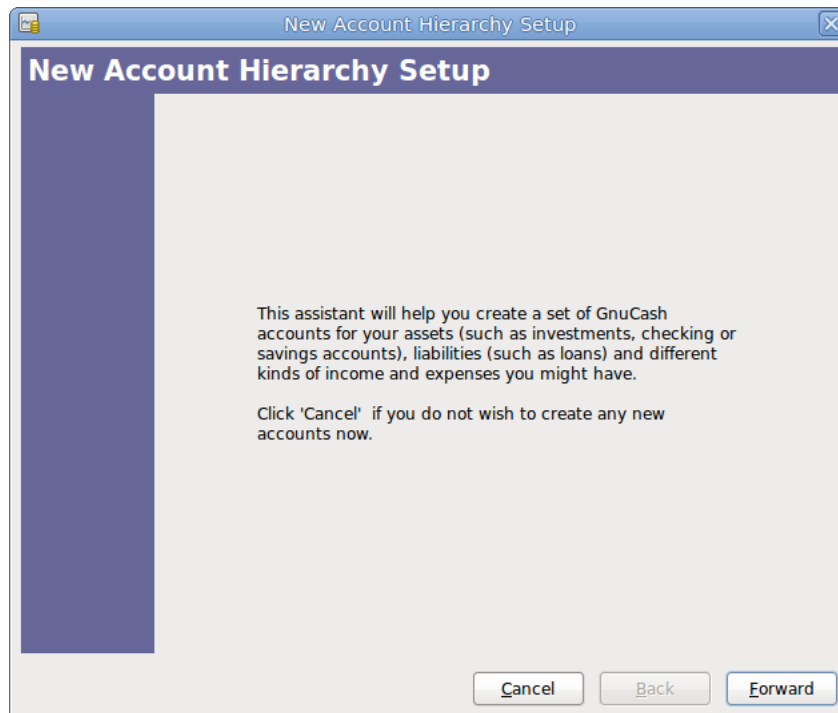 New Account Hierarchy Setup
New Account Hierarchy Setup
This assistant will help you create a set of GnuCash
accounts for your assets (such as investments, checking or
savings accounts), liabilities (such as loans) and different
kinds of income and expenses you might have.
Click 'Cancel'  if you do not wish to create any new
accounts now.
Cancel Back Forward